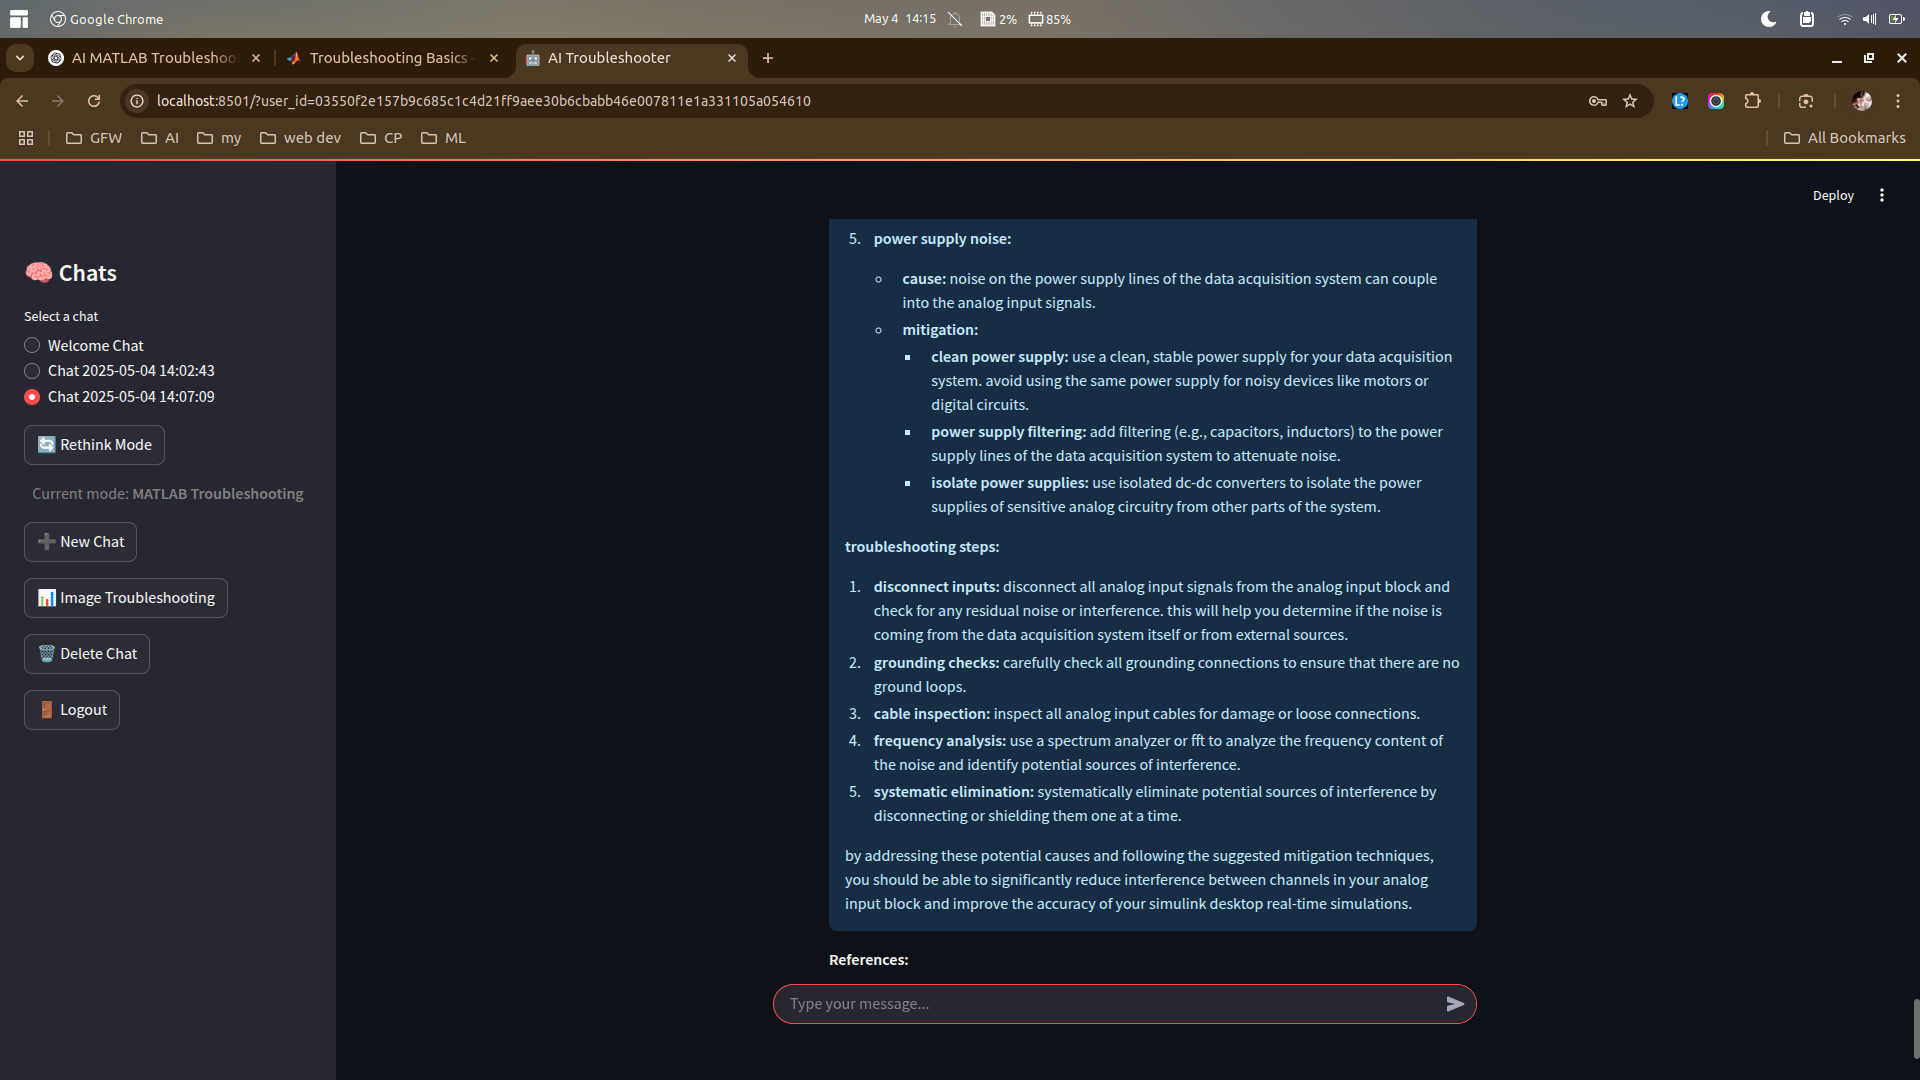 Google Chrome
May 4 14:15
2%
85%
AI MATLAB Troubleshoo
Troubleshooting Basics -
AI Troubleshooter
localhost:8501/?user_id=03550f2e157b9c685c1c4d21ff9aee30b6cbabb46e007811e1a331105a054610
GFW
AI
my
web dev
CP
ML
All Bookmarks
Deploy
Chats
Select a chat
Welcome Chat
Chat 2025-05-04 14:02:43
Chat 2025-05-04 14:07:09
Rethink Mode
Current mode: MATLAB Troubleshooting
New Chat
Image Troubleshooting
Delete Chat
Logout
5. power supply noise:
cause: noise on the power supply lines of the data acquisition system can couple
into the analog input signals.
mitigation:
clean power supply: use a clean, stable power supply for your data acquisition
system. avoid using the same power supply for noisy devices like motors or
digital circuits.
power supply filtering: add filtering (e.g., capacitors, inductors) to the power
supply lines of the data acquisition system to attenuate noise.
isolate power supplies: use isolated dc-dc converters to isolate the power
supplies of sensitive analog circuitry from other parts of the system.
troubleshooting steps:
1. disconnect inputs: disconnect all analog input signals from the analog input block and
check for any residual noise or interference. this will help you determine if the noise is
coming from the data acquisition system itself or from external sources.
2. grounding checks: carefully check all grounding connections to ensure that there are no
ground loops.
3. cable inspection: inspect all analog input cables for damage or loose connections.
4. frequency analysis: use a spectrum analyzer or fft to analyze the frequency content of
the noise and identify potential sources of interference.
5. systematic elimination: systematically eliminate potential sources of interference by
disconnecting or shielding them one at a time.
by addressing these potential causes and following the suggested mitigation techniques,
you should be able to significantly reduce interference between channels in your analog
input block and improve the accuracy of your simulink desktop real-time simulations.
References:
Type your message...